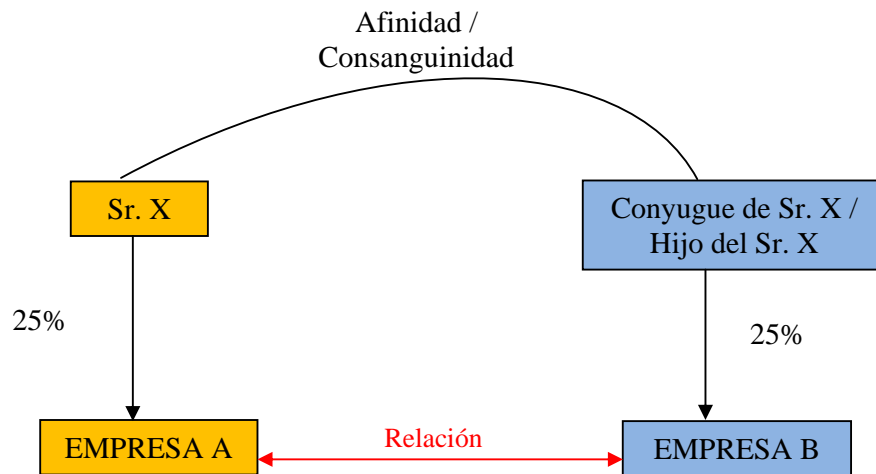 Afinidad /
Consanguinidad
Sr. X
Conyugue de Sr. X /
Hijo del Sr. X
25%
25%
EMPRESA A
Relación
EMPRESA B